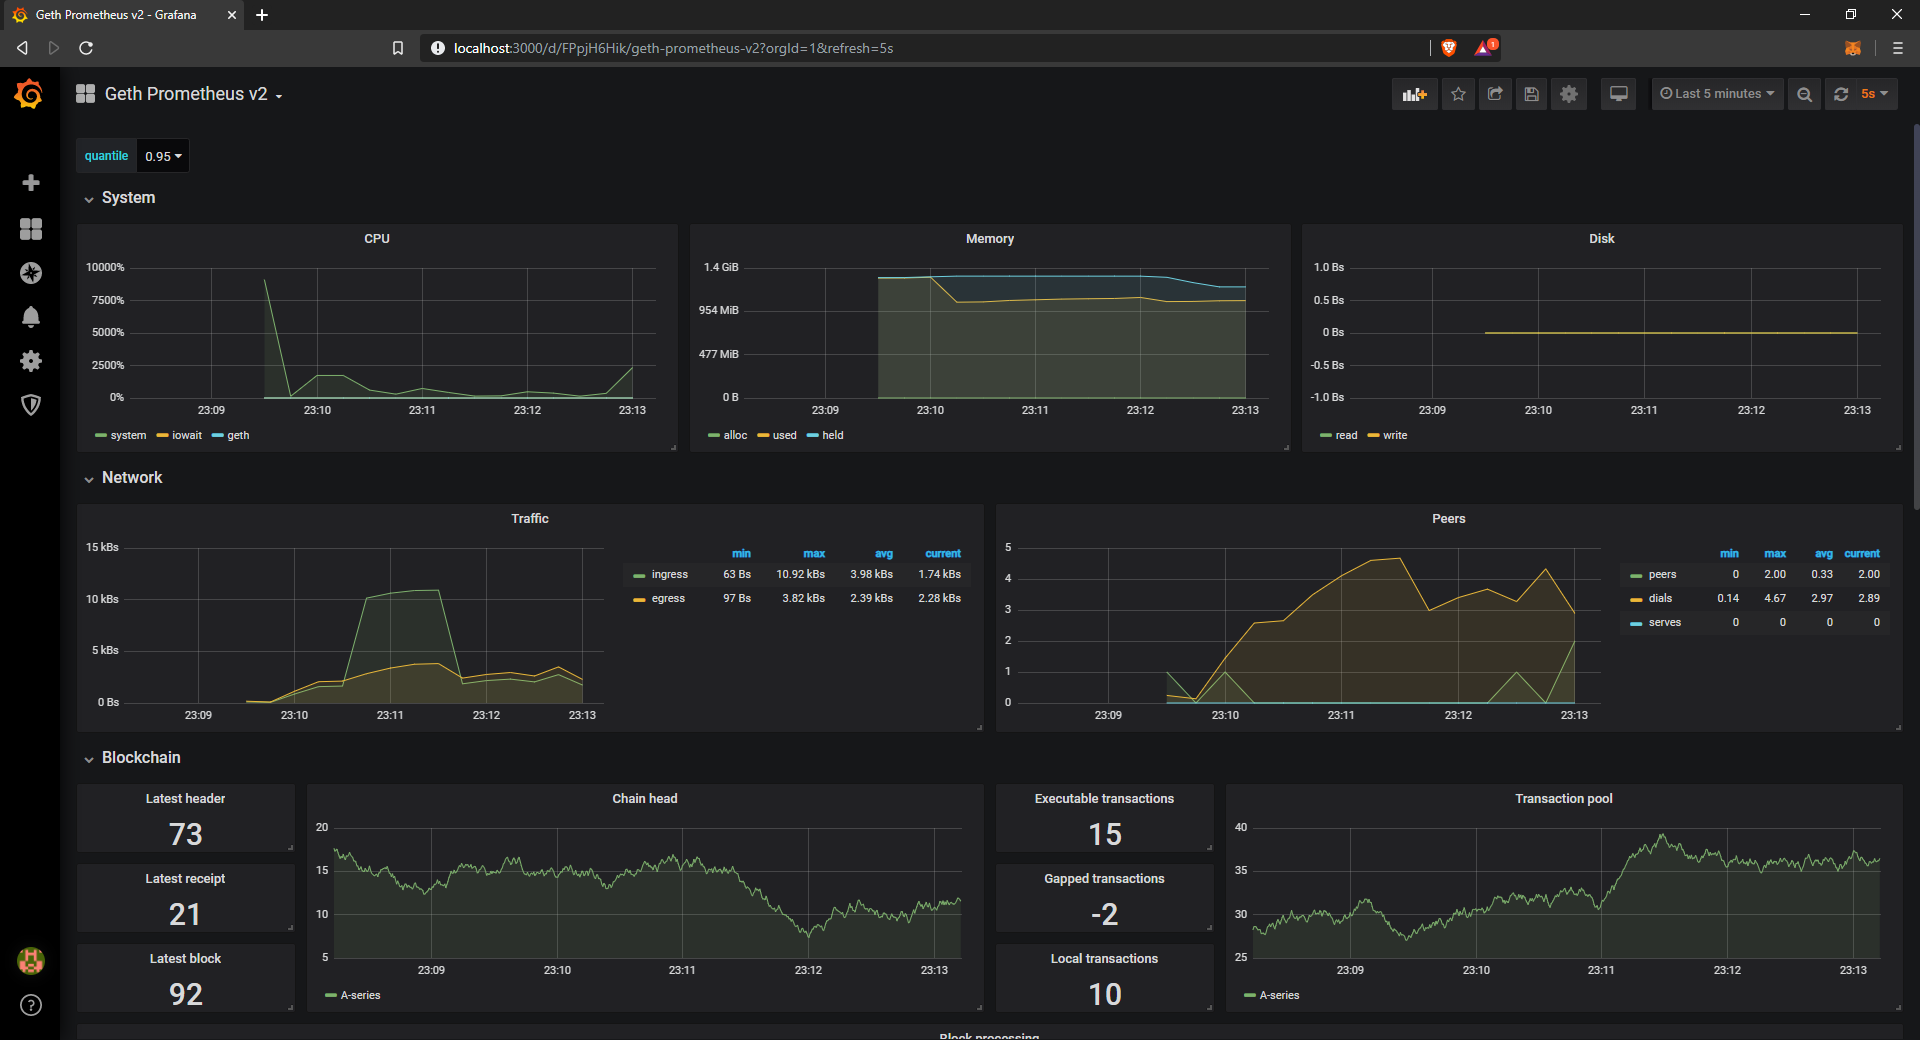 Geth Prometheus v2 - Grafana
localhost:3000/d/FPpjH6Hik/geth-prometheus-v2?orgId=1&refresh=5s
1
Geth Prometheus v2
Last 5 minutes
5s
quantile 0.95
System
CPU
10000%
7500%
5000%
2500%
0%
23:09 23:10 23:11 23:12 23:13
system iowait geth
Memory
1.4 GiB
954 MiB
477 MiB
0 B
23:09 23:10 23:11 23:12 23:13
alloc used held
Disk
1.0 Bs
0.5 Bs
0 Bs
-0.5 Bs
-1.0 Bs
23:09 23:10 23:11 23:12 23:13
read write
Network
Traffic
15 kBs
10 kBs
5 kBs
0 Bs
23:09 23:10 23:11 23:12 23:13
min max avg current
ingress 63 Bs 10.92 kBs 3.98 kBs 1.74 kBs
egress 97 Bs 3.82 kBs 2.39 kBs 2.28 kBs
Peers
5
4
3
2
1
0
23:09 23:10 23:11 23:12 23:13
min max avg current
peers 0 2.00 0.33 2.00
dials 0.14 4.67 2.97 2.89
serves 0 0 0 0
Blockchain
Latest header
73
Latest receipt
21
Latest block
92
Chain head
20
15
10
5
23:09 23:10 23:11 23:12 23:13
A-series
Executable transactions
15
Gapped transactions
-2
Local transactions
10
Transaction pool
40
35
30
25
23:09 23:10 23:11 23:12 23:13
A-series
Block processing